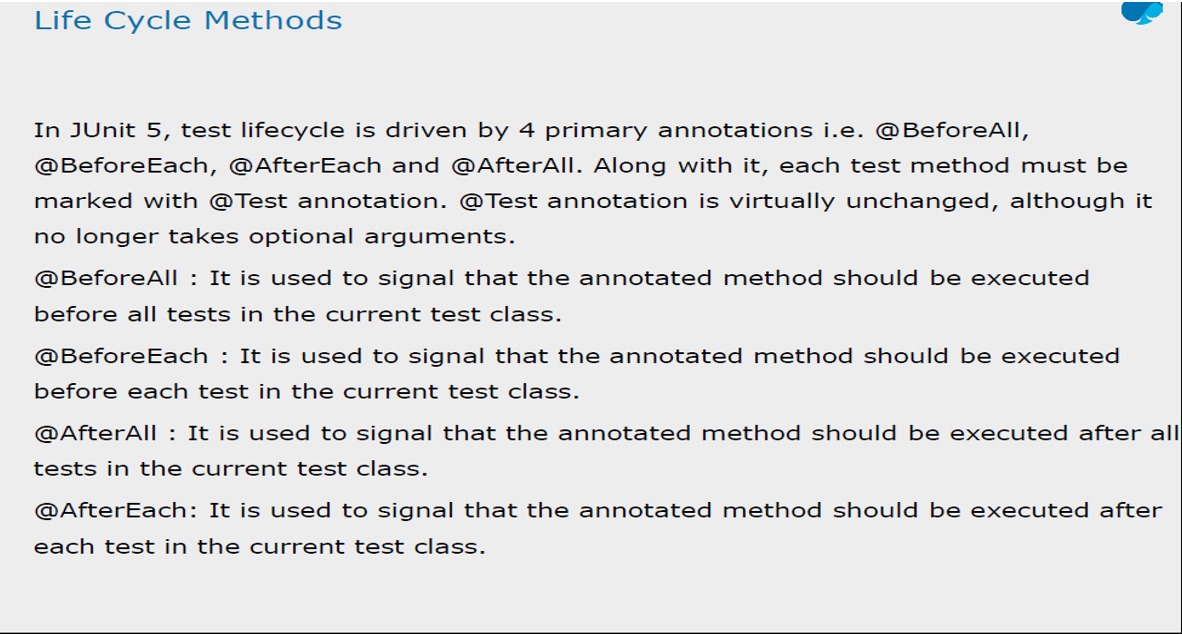 Life Cycle Methods
In JUnit 5, test lifecycle is driven by 4 primary annotations i.e. @BeforeAll,
@BeforeEach, @AfterEach and @AfterAll. Along with it, each test method must be
marked with @Test annotation. @Test annotation is virtually unchanged, although it
no longer takes optional arguments.
@BeforeAll : It is used to signal that the annotated method should be executed
before all tests in the current test class.
@BeforeEach : It is used to signal that the annotated method should be executed
before each test in the current test class.
@AfterAll : It is used to signal that the annotated method should be executed after all
tests in the current test class.
@AfterEach: It is used to signal that the annotated method should be executed after
each test in the current test class.